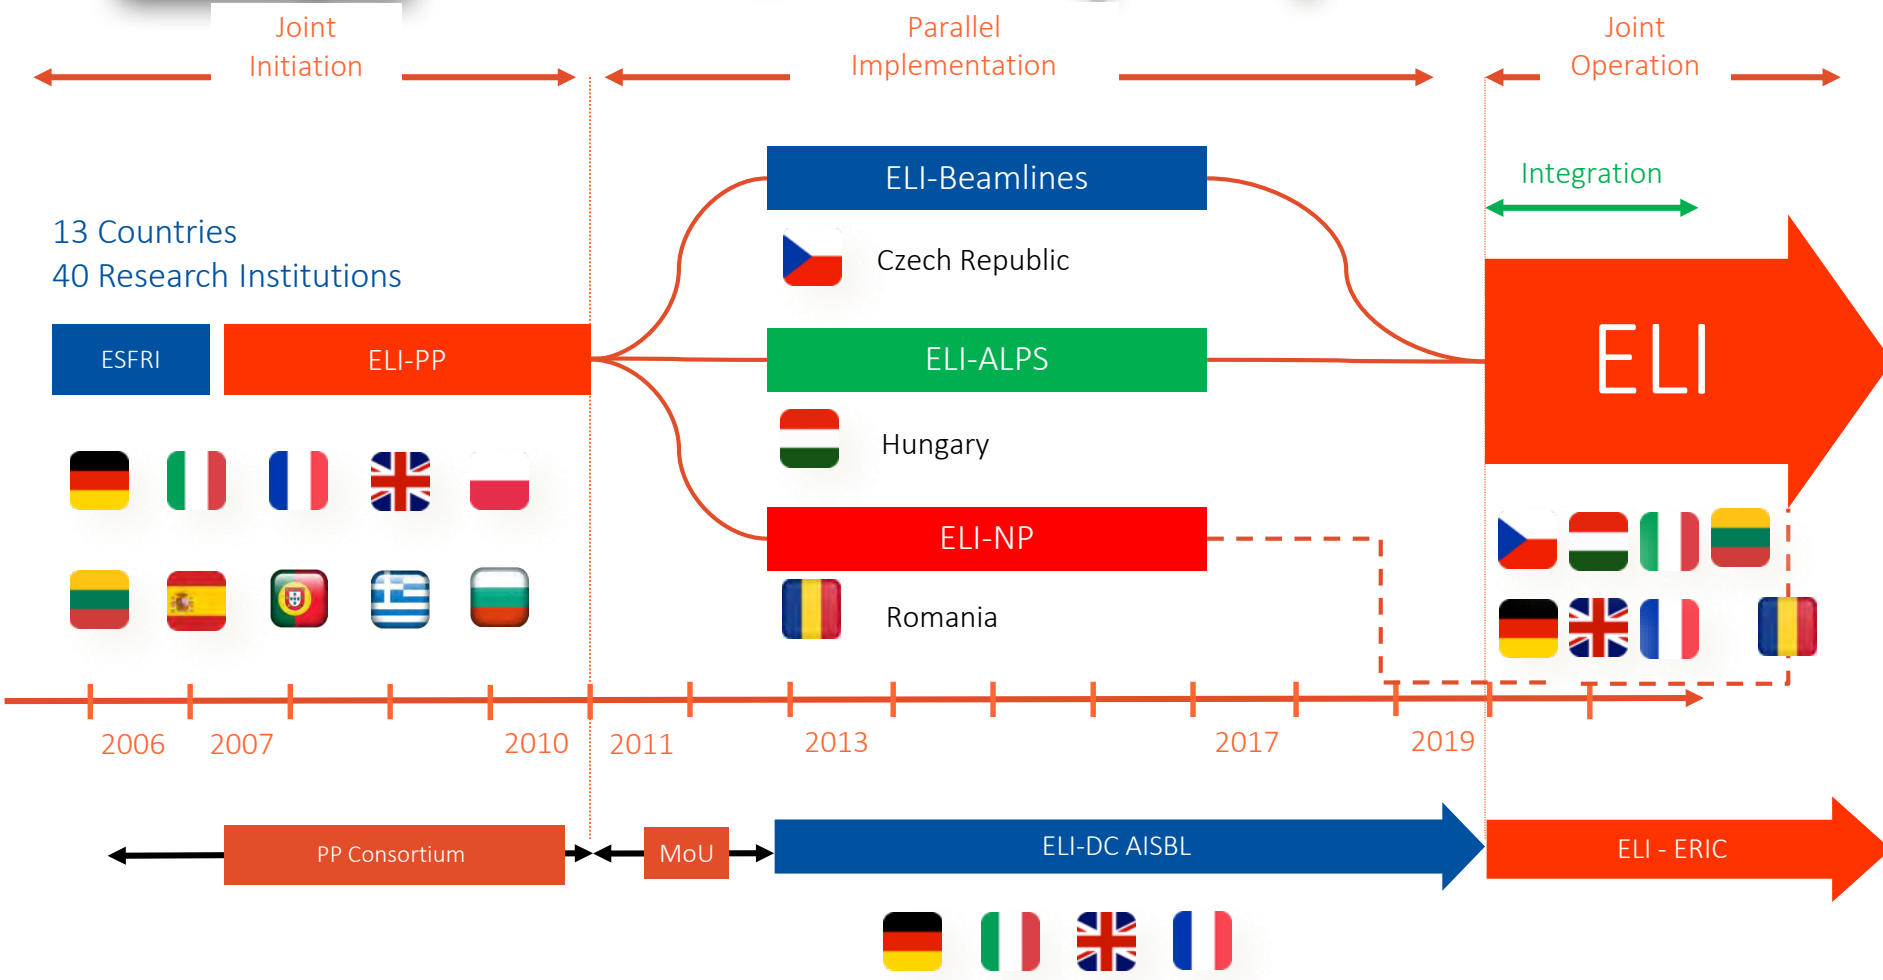 Joint
Initiation
Parallel
Implementation
Joint
Operation
Integration
13 Countries
40 Research Institutions
ESFRI
ELI-PP
ELI-Beamlines
Czech Republic
ELI-ALPS
Hungary
ELI-NP
Romania
ELI
2006
2007
2010
2011
2013
2017
2019
PP Consortium
MoU
ELI-DC AISBL
ELI - ERIC